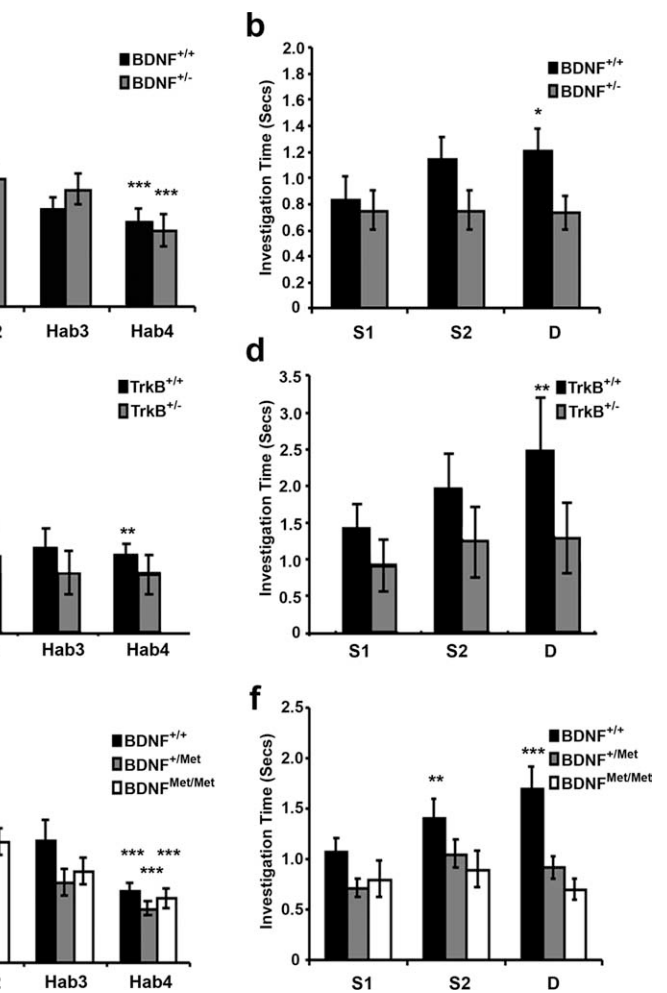 BDNF+/+
BDNF+/-
*** ***
2 Hab3 Hab4
b
2.0
1.8
1.6
1.4
1.2
1.0
0.8
0.6
0.4
0.2
0
Investigation Time (Secs)
BDNF+/+
BDNF+/-
*
S1 S2 D
TrkB+/+
TrkB+/-
**
Hab3 Hab4
d
3.5
3.0
2.5
2.0
1.5
1.0
0.5
0
Investigation Time (Secs)
TrkB+/+
TrkB+/-
**
S1 S2 D
BDNF+/+
BDNF+/Met
BDNFMet/Met
*** ***
***
Hab3 Hab4
f
2.5
2.0
1.5
1.0
0.5
0
Investigation Time (Secs)
BDNF+/+
BDNF+/Met
BDNFMet/Met
**
***
S1 S2 D